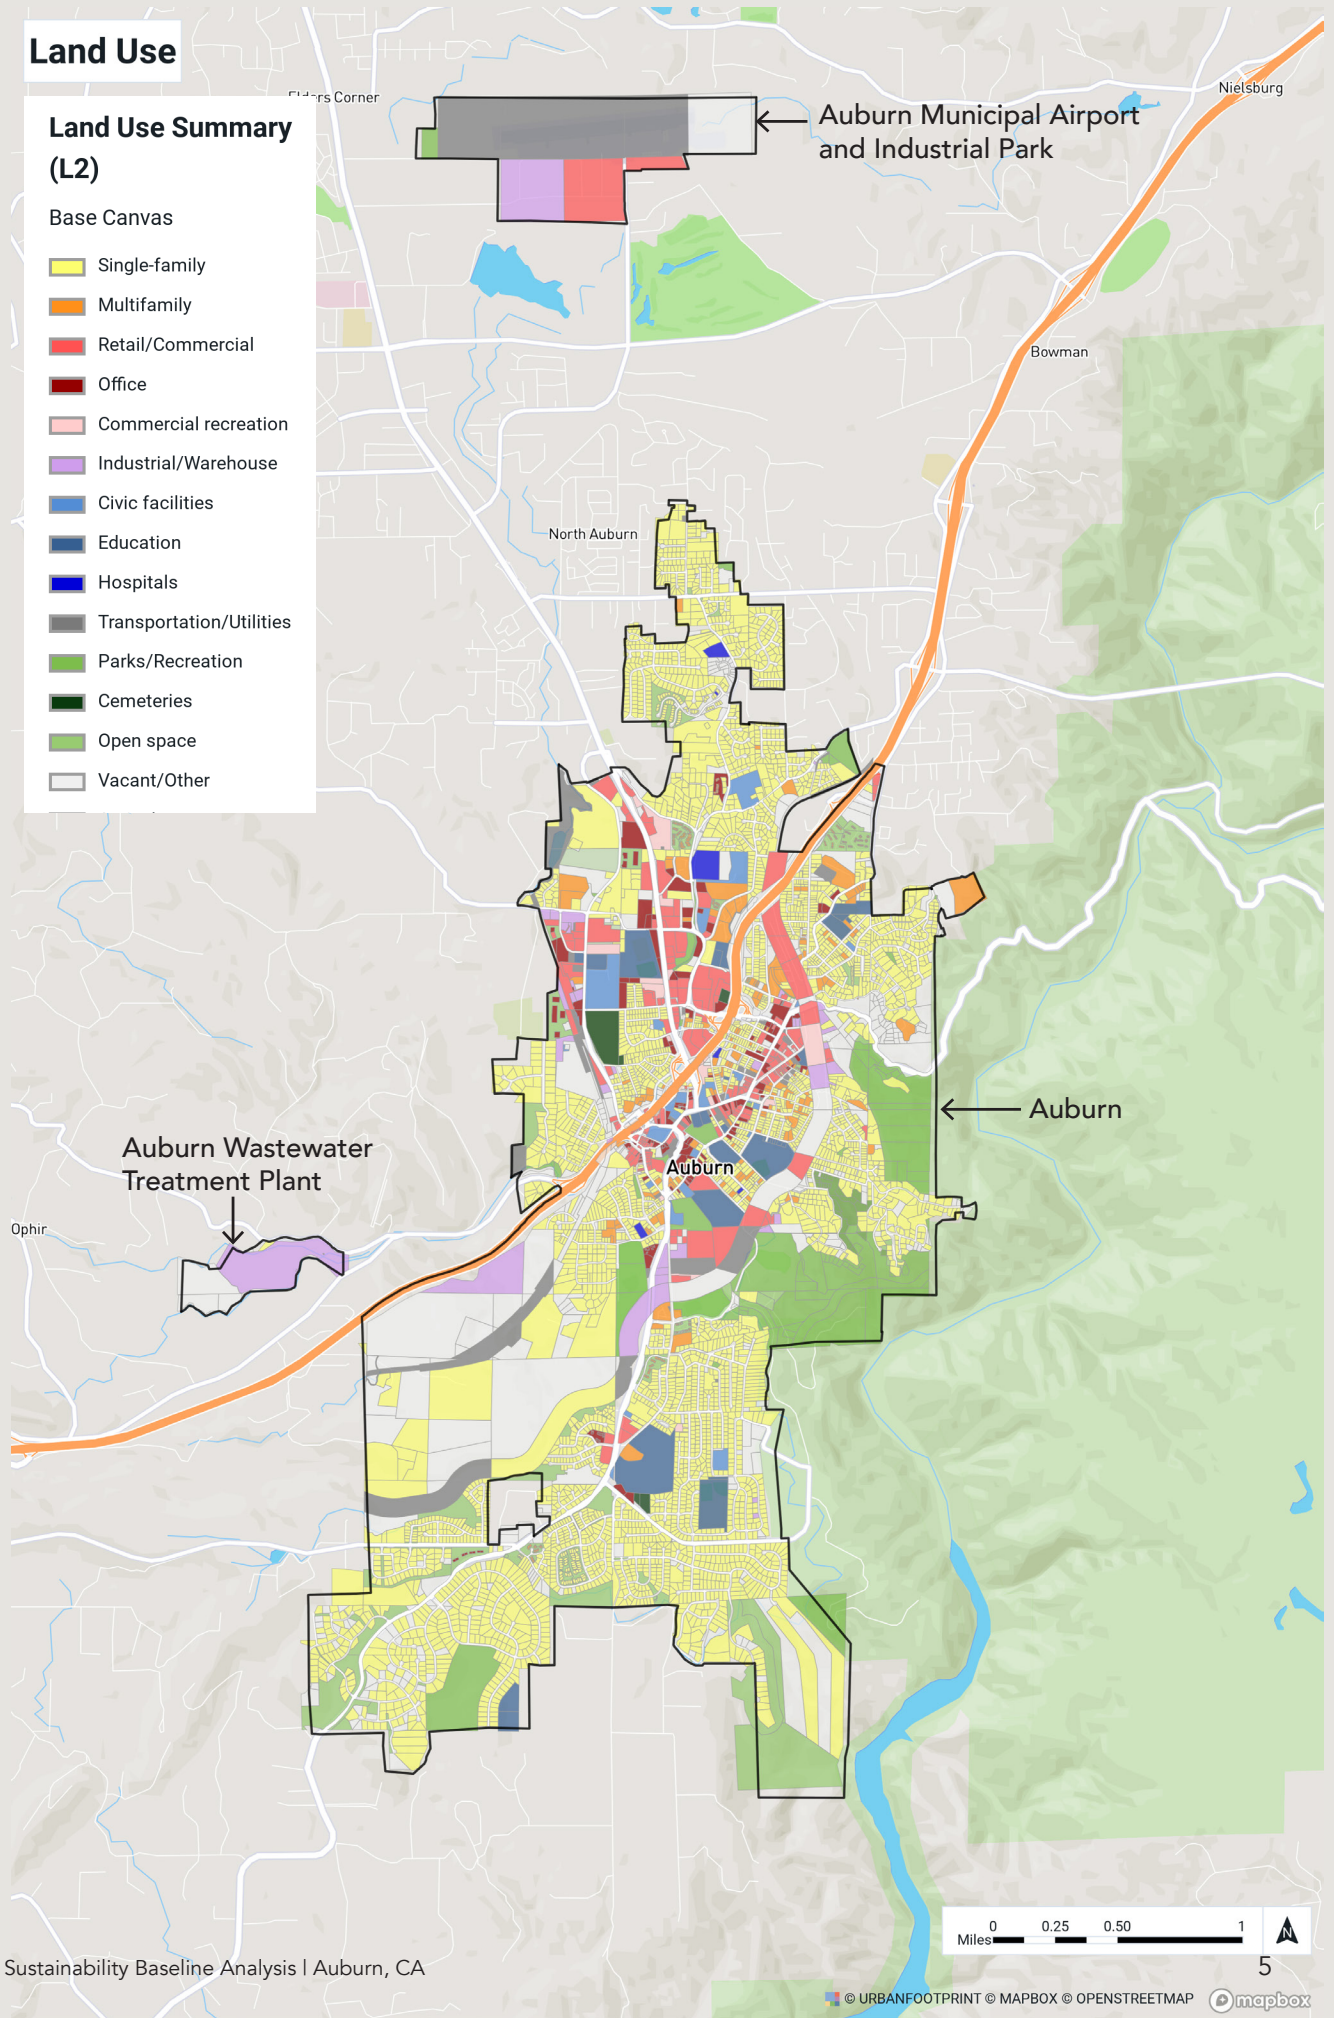 Land Use
Elders Corner
Nielsburg
Land Use Summary
(L2)
Base Canvas
Single-family
Multifamily
Retail/Commercial
Office
Commercial recreation
Industrial/Warehouse
Civic facilities
Education
Hospitals
Transportation/Utilities
Parks/Recreation
Cemeteries
Open space
Vacant/Other
Auburn Municipal Airport
and Industrial Park
Bowman
North Auburn
Auburn
Auburn Wastewater
Treatment Plant
Auburn
Ophir
0 0.25 0.50 1
Miles
N
Sustainability Baseline Analysis | Auburn, CA
5
© URBANFOOTPRINT © MAPBOX © OPENSTREETMAP
mapbox